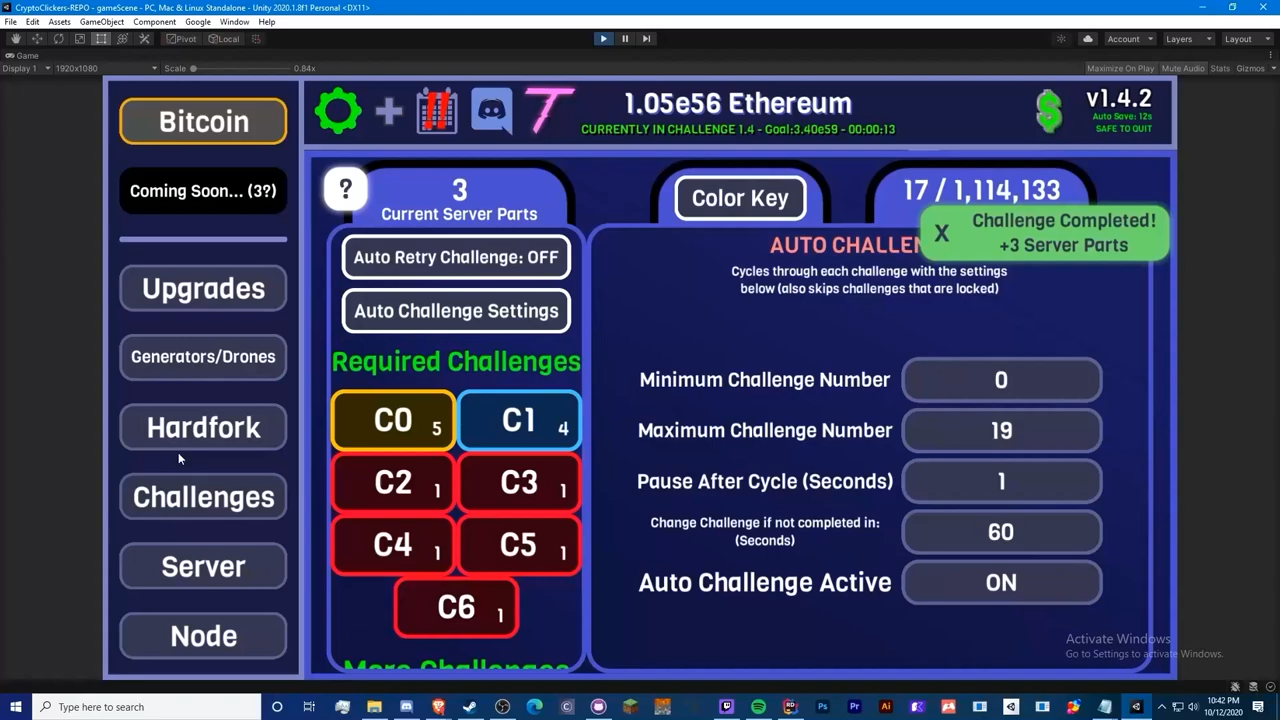 CryptoClickers-REPO - gameScene - PC, Mac & Linux Standalone - Unity 2020.1.8f1 Personal <DX11>
File Edit Assets GameObject Component Google Window Help
Pivot Local Account Layers Layout
Game
Display 1 1920x1080 Scale 0.84x Maximize On Play Mute Audio Stats Gizmos
Bitcoin
Coming Soon... (3?)
Upgrades
Generators/Drones
Hardfork
Challenges
Server
Node
1.05e56 Ethereum
CURRENTLY IN CHALLENGE 1.4 - Goal:3.40e59 - 00:00:13
$
v1.4.2
Auto Save: 12s
SAFE TO QUIT
?
3
Current Server Parts
Color Key
17 / 1,114,133
X
Challenge Completed!
+3 Server Parts
Auto Retry Challenge: OFF
Auto Challenge Settings
Required Challenges
C0 5
C1 4
C2 1
C3 1
C4 1
C5 1
C6 1
More Challenges
AUTO CHALLEN
Cycles through each challenge with the settings
below (also skips challenges that are locked)
Minimum Challenge Number 0
Maximum Challenge Number 19
Pause After Cycle (Seconds) 1
Change Challenge if not completed in:
(Seconds) 60
Auto Challenge Active ON
Activate Windows
Go to Settings to activate Windows.
Type here to search
10:42 PM
10/12/2020